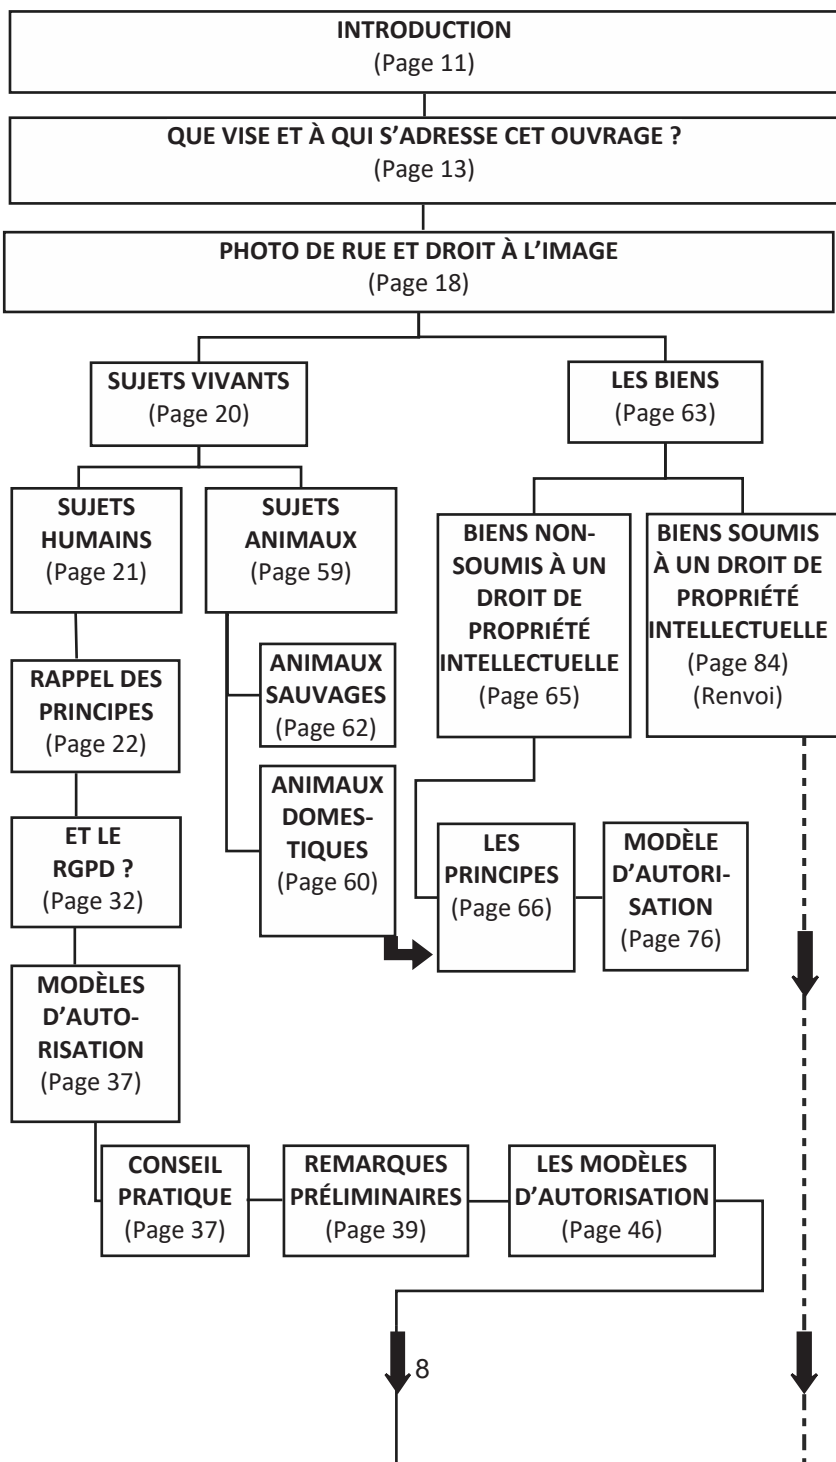 INTRODUCTION
(Page 11)
QUE VISE ET À QUI S’ADRESSE CET OUVRAGE ?
(Page 13)
PHOTO DE RUE ET DROIT À L’IMAGE
(Page 18)
SUJETS VIVANTS
(Page 20)
LES BIENS
(Page 63)
SUJETS
HUMAINS
(Page 21)
SUJETS
ANIMAUX
(Page 59)
BIENS NON-
SOUMIS À UN
DROIT DE
PROPRIÉTÉ
INTELLECTUELLE
(Page 65)
BIENS SOUMIS
À UN DROIT DE
PROPRIÉTÉ
INTELLECTUELLE
(Page 84)
(Renvoi)
RAPPEL DES
PRINCIPES
(Page 22)
ANIMAUX
SAUVAGES
(Page 62)
ANIMAUX
DOMES-
TIQUES
(Page 60)
ET LE
RGPD ?
(Page 32)
LES
PRINCIPES
(Page 66)
MODÈLE
D’AUTORI-
SATION
(Page 76)
MODÈLES
D’AUTO-
RISATION
(Page 37)
CONSEIL
PRATIQUE
(Page 37)
REMARQUES
PRÉLIMINAIRES
(Page 39)
LES MODÈLES
D’AUTORISATION
(Page 46)
8